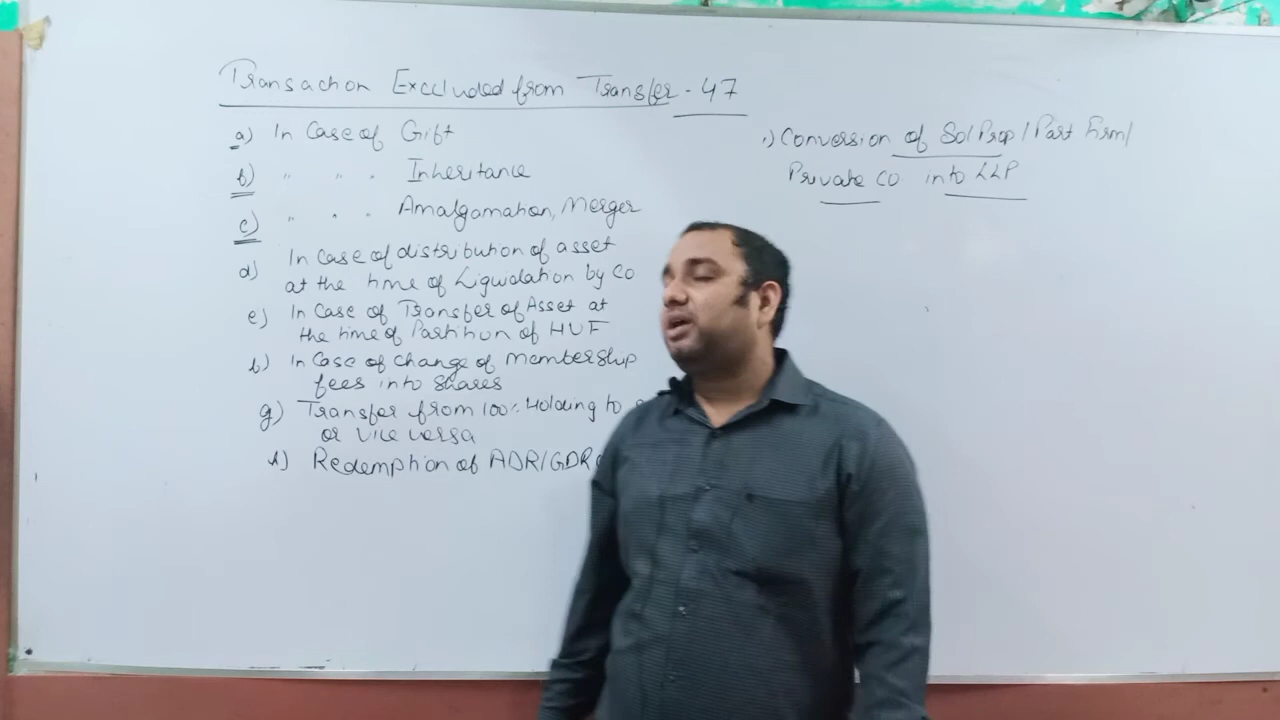 Transaction Excluded from Transfer - 47
a) In Case of Gift
b) " " " Inheritance
c) " " " Amalgamation, Merger
d) In Case of distribution of asset
at the time of Liquidation by Co
e) In Case of Transfer of Asset at
the time of Partition of HUF
f) In Case of Change of Membership
fees into Shares
g) Transfer from 100% Holding to
or Vice versa
h) Redemption of ADR/GDR
i) Conversion of Sol Prop / Part Firm/
Private Co into LLP